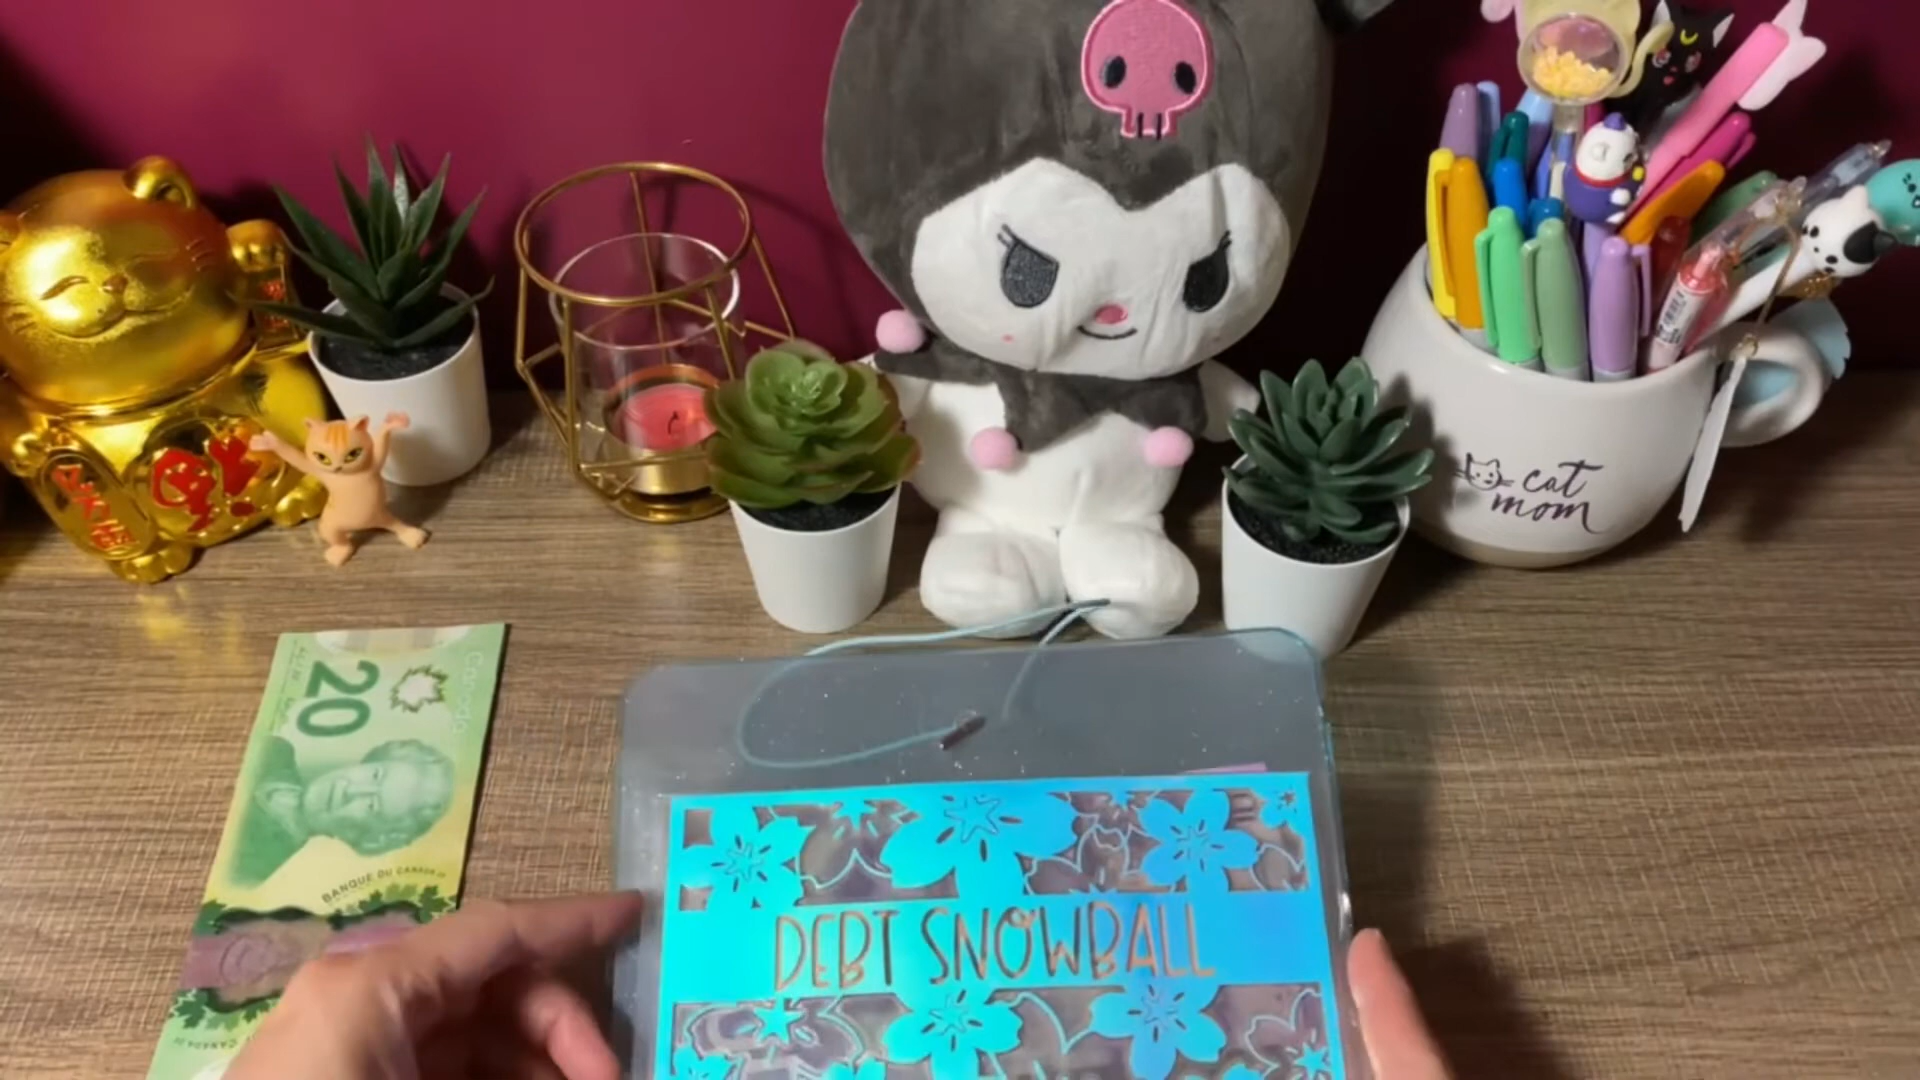 cat
mom
20
Canada
BANQUE DU CANADA
DEBT SNOWBALL